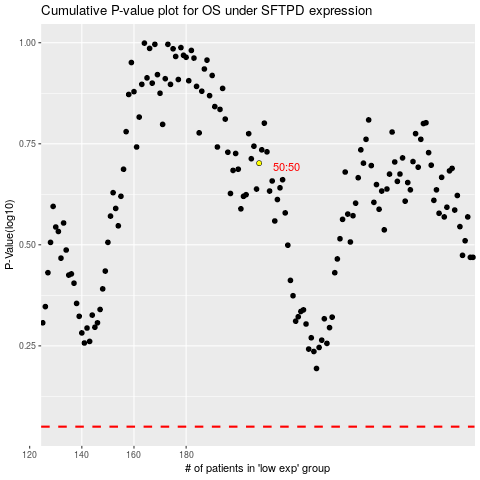 Cumulative P-value plot for OS under SFTPD expression
P-Value(log10)
1.00
0.75
0.50
0.25
50:50
120 140 160 180
# of patients in 'low exp' group